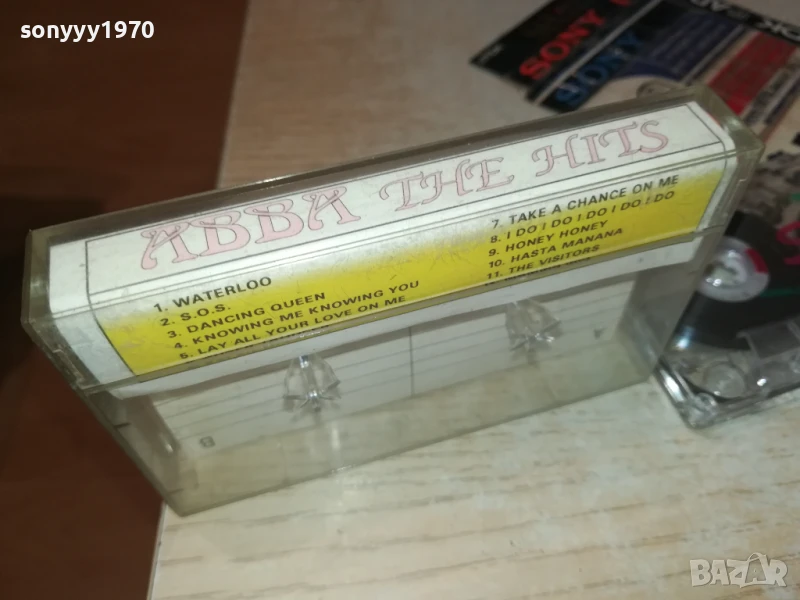 sonyyy1970
SONY
SONY
ABBA THE HITS
1. WATERLOO
2. S.O.S.
3. DANCING QUEEN
4. KNOWING ME KNOWING YOU
5. LAY ALL YOUR LOVE ON ME
7. TAKE A CHANCE ON ME
8. I DO I DO I DO I DO I DO
9. HONEY HONEY
10. HASTA MANANA
11. THE VISITORS
B
A
BAZAR